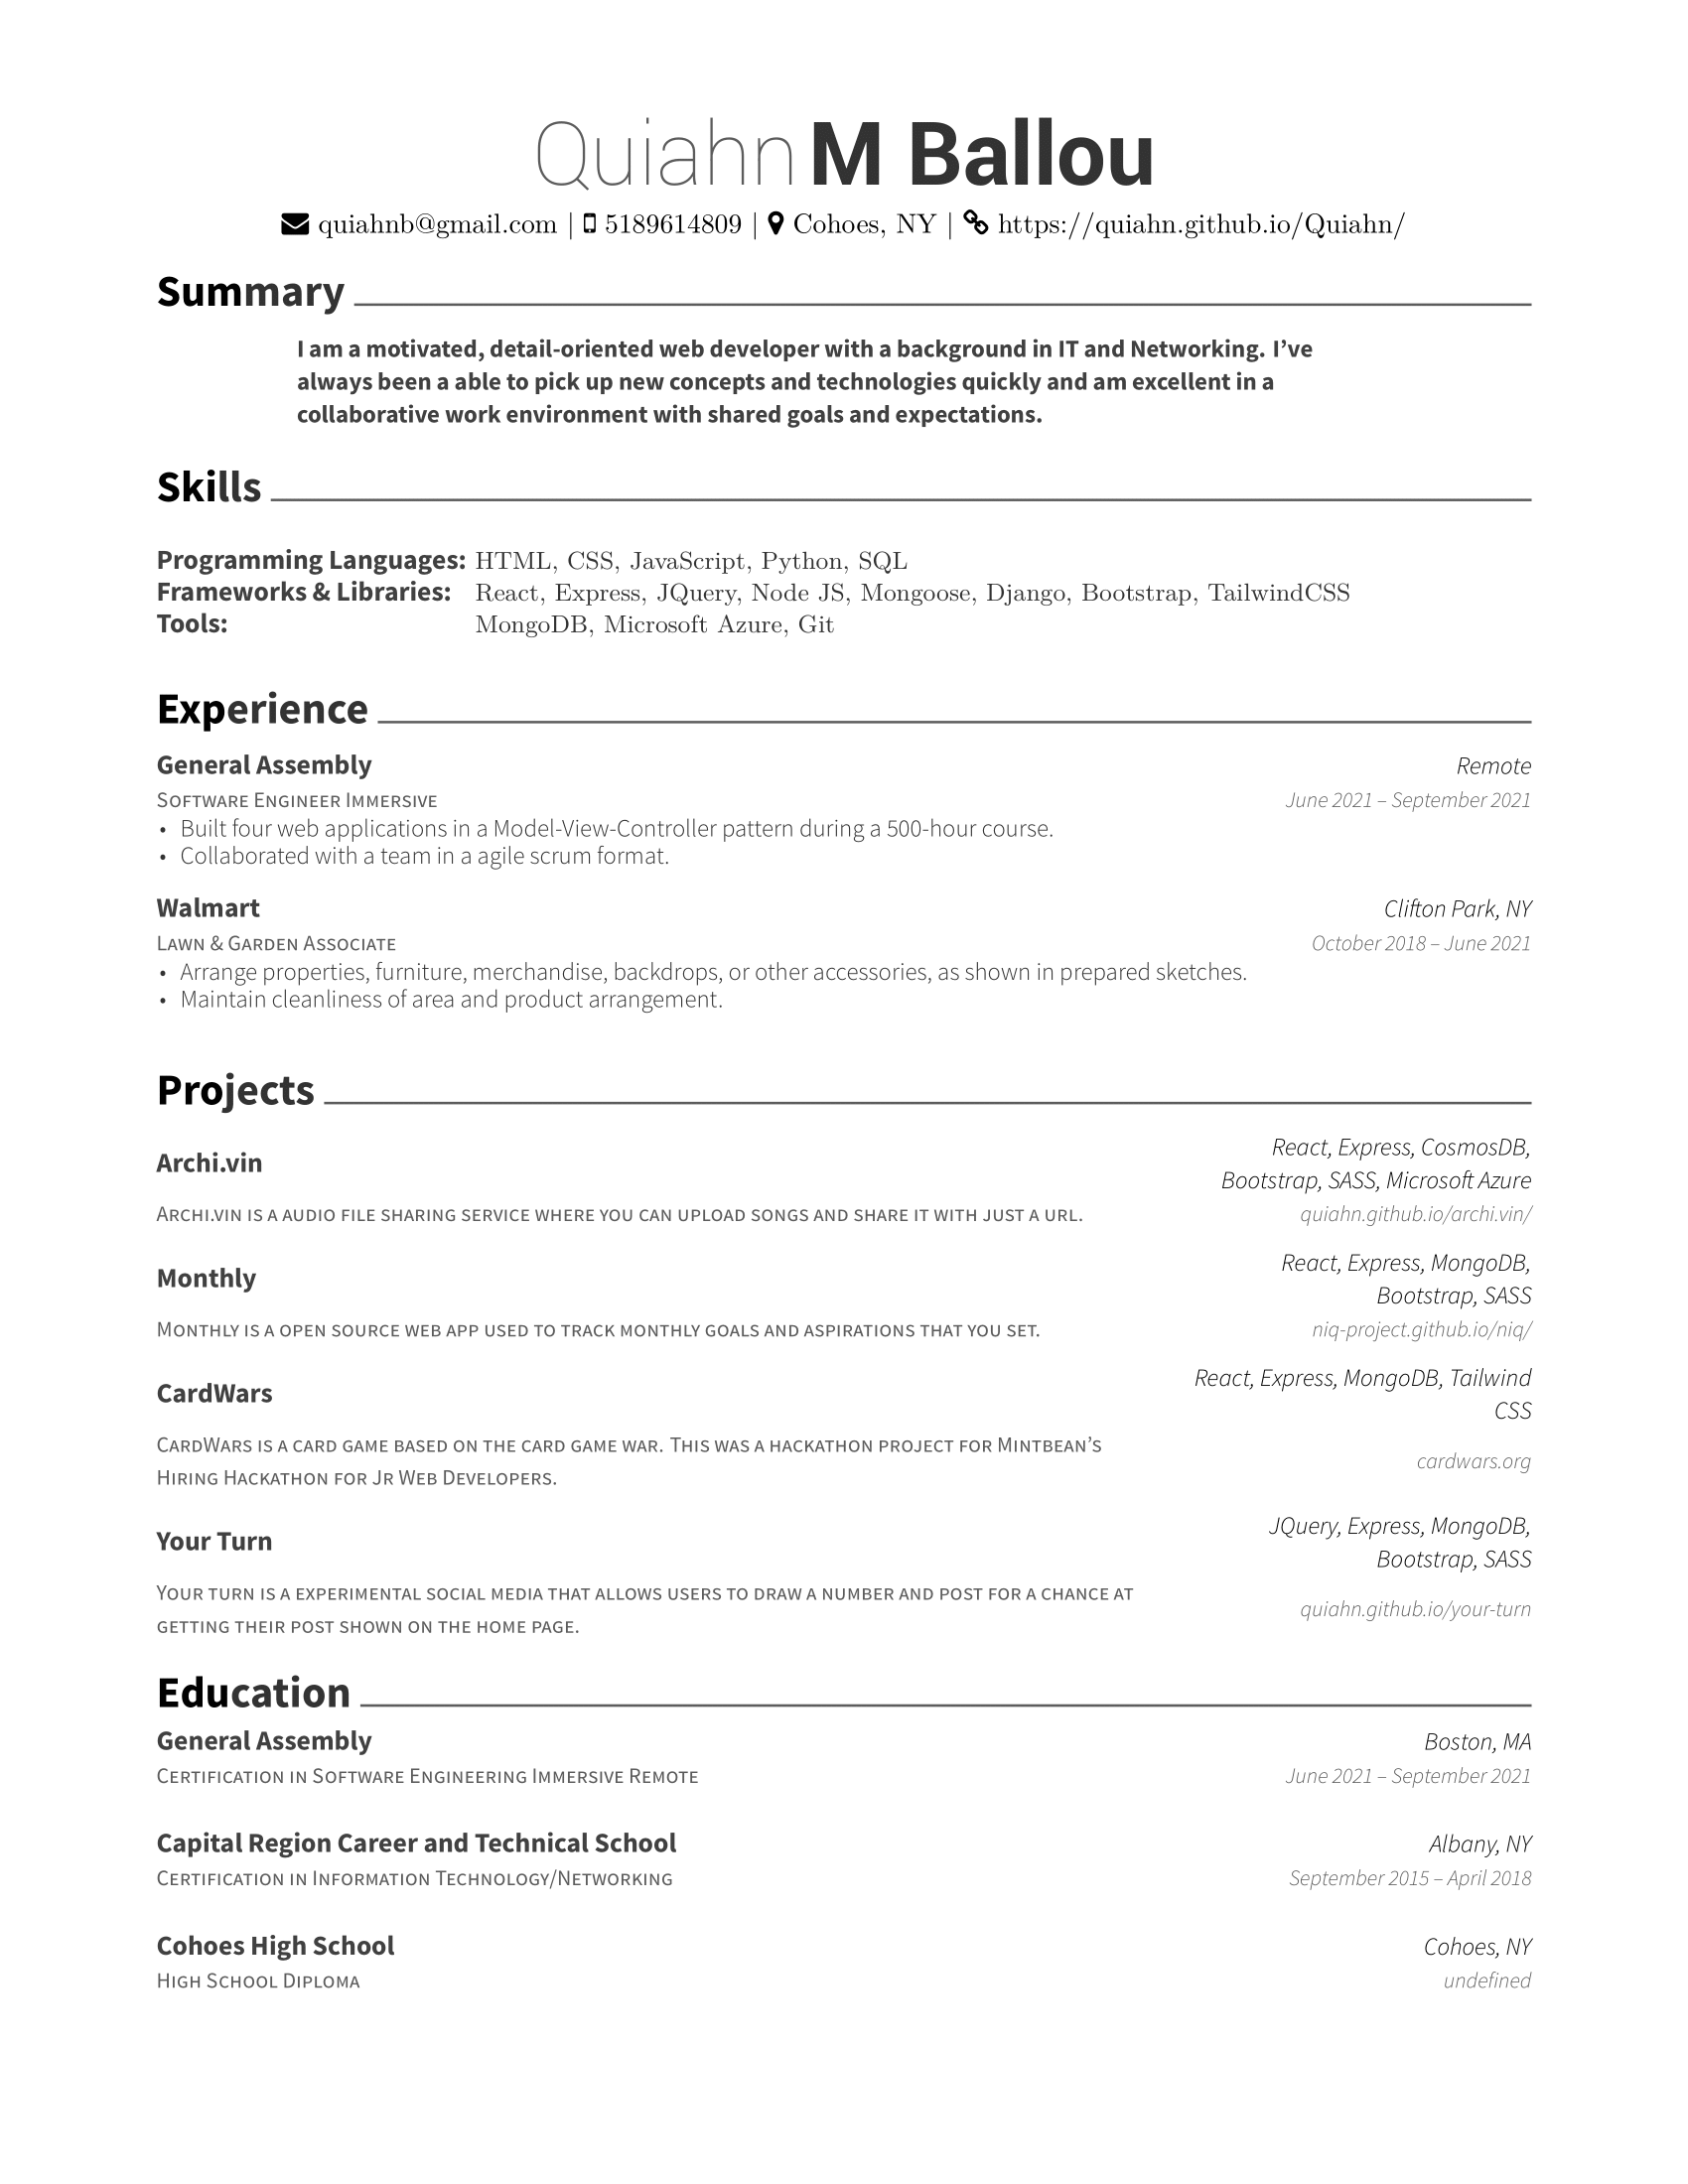 Quiahn M Ballou
quiahnb@gmail.com | 5189614809 | Cohoes, NY | https://quiahn.github.io/Quiahn/
Summary
I am a motivated, detail-oriented web developer with a background in IT and Networking. I’ve
always been a able to pick up new concepts and technologies quickly and am excellent in a
collaborative work environment with shared goals and expectations.
Skills
Programming Languages: HTML, CSS, JavaScript, Python, SQL
Frameworks & Libraries: React, Express, JQuery, Node JS, Mongoose, Django, Bootstrap, TailwindCSS
Tools: MongoDB, Microsoft Azure, Git
Experience
General Assembly Remote
Software Engineer Immersive June 2021 – September 2021
• Built four web applications in a Model-View-Controller pattern during a 500-hour course.
• Collaborated with a team in a agile scrum format.
Walmart Clifton Park, NY
Lawn & Garden Associate October 2018 – June 2021
• Arrange properties, furniture, merchandise, backdrops, or other accessories, as shown in prepared sketches.
• Maintain cleanliness of area and product arrangement.
Projects
Archi.vin
React, Express, CosmosDB,
Bootstrap, SASS, Microsoft Azure
Archi.vin is a audio file sharing service where you can upload songs and share it with just a url. quiahn.github.io/archi.vin/
Monthly
React, Express, MongoDB,
Bootstrap, SASS
Monthly is a open source web app used to track monthly goals and aspirations that you set. niq-project.github.io/niq/
CardWars
React, Express, MongoDB, Tailwind
CSS
CardWars is a card game based on the card game war. This was a hackathon project for Mintbean’s
Hiring Hackathon for Jr Web Developers.
cardwars.org
Your Turn
JQuery, Express, MongoDB,
Bootstrap, SASS
Your turn is a experimental social media that allows users to draw a number and post for a chance at
getting their post shown on the home page.
quiahn.github.io/your-turn
Education
General Assembly Boston, MA
Certification in Software Engineering Immersive Remote June 2021 – September 2021
Capital Region Career and Technical School Albany, NY
Certification in Information Technology/Networking September 2015 – April 2018
Cohoes High School Cohoes, NY
High School Diploma undefined